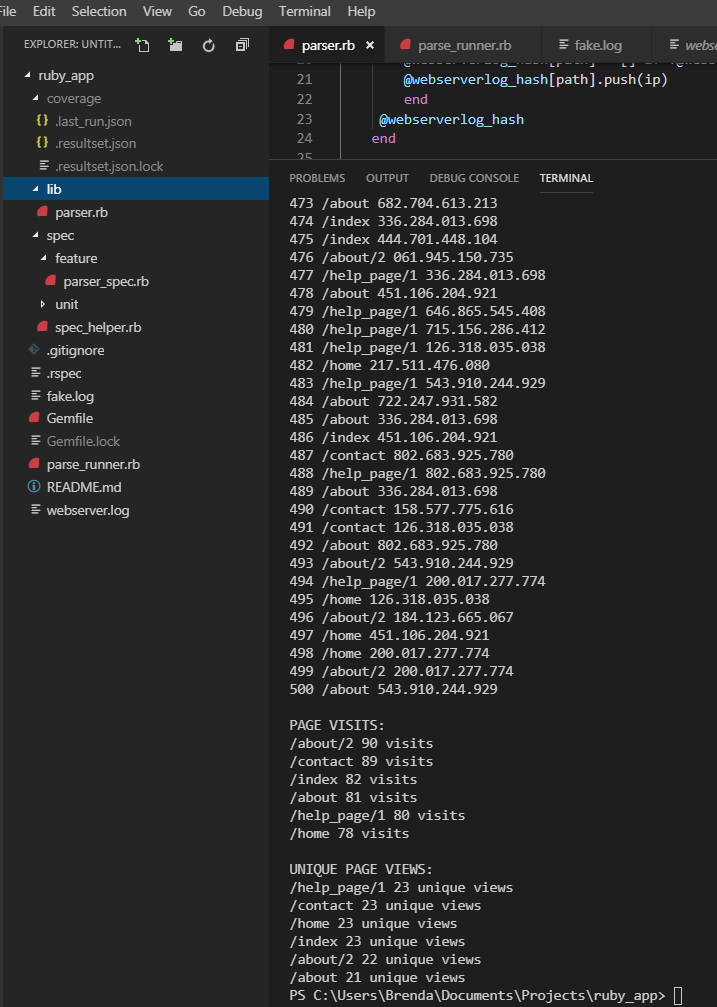 File Edit Selection View Go Debug Terminal Help
EXPLORER: UNTIT...
parser.rb × parse_runner.rb fake.log webse
ruby_app
coverage
{} .last_run.json
{} .resultset.json
.resultset.json.lock
lib
parser.rb
spec
feature
parser_spec.rb
unit
spec_helper.rb
.gitignore
.rspec
fake.log
Gemfile
Gemfile.lock
parse_runner.rb
README.md
webserver.log
21 @webserverlog_hash[path].push(ip)
22 end
23 @webserverlog_hash
24 end
25
PROBLEMS OUTPUT DEBUG CONSOLE TERMINAL
473 /about 682.704.613.213
474 /index 336.284.013.698
475 /index 444.701.448.104
476 /about/2 061.945.150.735
477 /help_page/1 336.284.013.698
478 /about 451.106.204.921
479 /help_page/1 646.865.545.408
480 /help_page/1 715.156.286.412
481 /help_page/1 126.318.035.038
482 /home 217.511.476.080
483 /help_page/1 543.910.244.929
484 /about 722.247.931.582
485 /about 336.284.013.698
486 /index 451.106.204.921
487 /contact 802.683.925.780
488 /help_page/1 802.683.925.780
489 /about 336.284.013.698
490 /contact 158.577.775.616
491 /contact 126.318.035.038
492 /about 802.683.925.780
493 /about/2 543.910.244.929
494 /help_page/1 200.017.277.774
495 /home 126.318.035.038
496 /about/2 184.123.665.067
497 /home 451.106.204.921
498 /home 200.017.277.774
499 /about/2 200.017.277.774
500 /about 543.910.244.929
PAGE VISITS:
/about/2 90 visits
/contact 89 visits
/index 82 visits
/about 81 visits
/help_page/1 80 visits
/home 78 visits
UNIQUE PAGE VIEWS:
/help_page/1 23 unique views
/contact 23 unique views
/home 23 unique views
/index 23 unique views
/about/2 22 unique views
/about 21 unique views
PS C:\Users\Brenda\Documents\Projects\ruby_app>